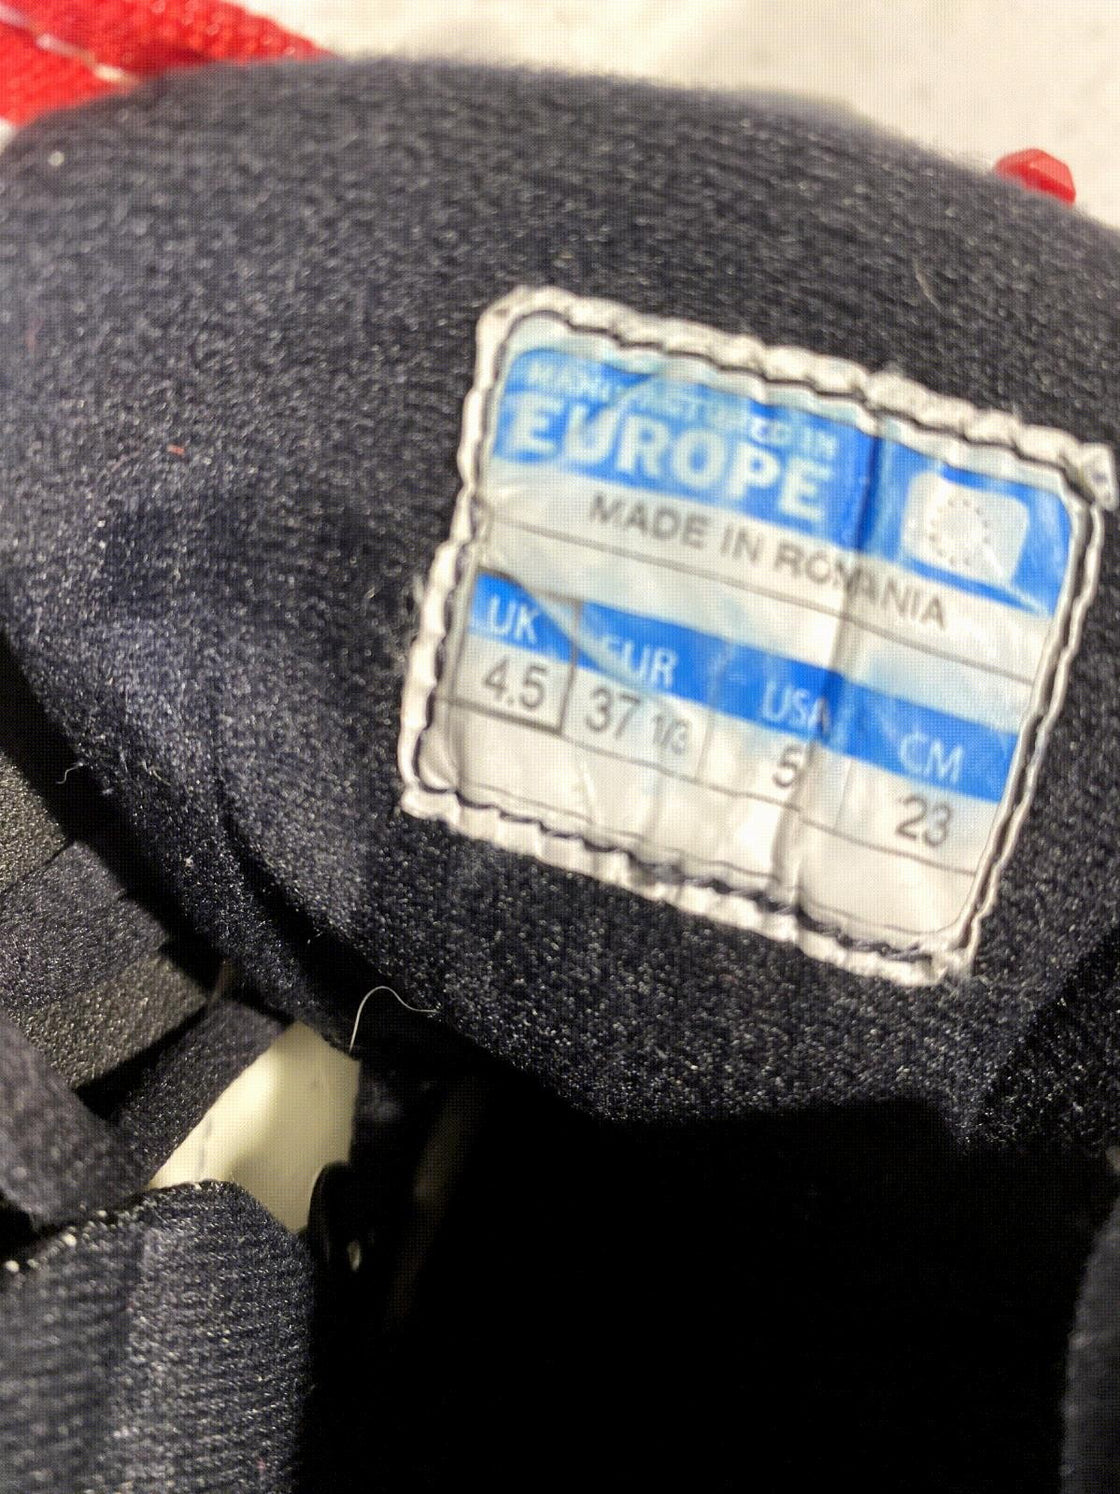 MANUFACTURED IN
EUROPE
MADE IN ROMANIA
UK EUR USA CM
4.5 37 1/3 5 23